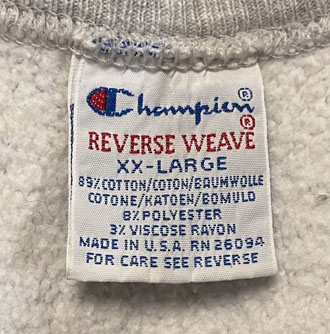 Champion®
REVERSE WEAVE®
XX-LARGE
89% COTTON/COTON/BAUMWOLLE
COTONE/KATOEN/BOMULD
8% POLYESTER
3% VISCOSE RAYON
MADE IN U.S.A. RN 26094
FOR CARE SEE REVERSE